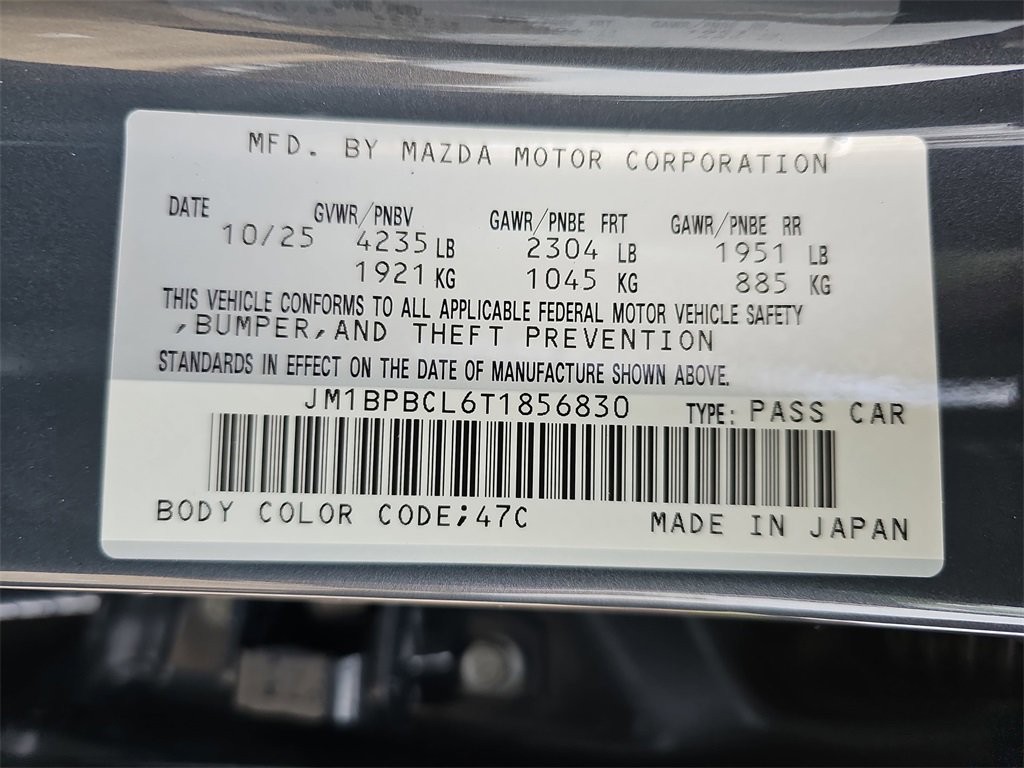 MFD. BY MAZDA MOTOR CORPORATION
DATE GVWR/PNBV GAWR/PNBE FRT GAWR/PNBE RR
10/25 4235 LB 2304 LB 1951 LB
1921 KG 1045 KG 885 KG
THIS VEHICLE CONFORMS TO ALL APPLICABLE FEDERAL MOTOR VEHICLE SAFETY
,BUMPER,AND THEFT PREVENTION
STANDARDS IN EFFECT ON THE DATE OF MANUFACTURE SHOWN ABOVE.
JM1BPBCL6T1856830 TYPE: PASS CAR
BODY COLOR CODE;47C MADE IN JAPAN